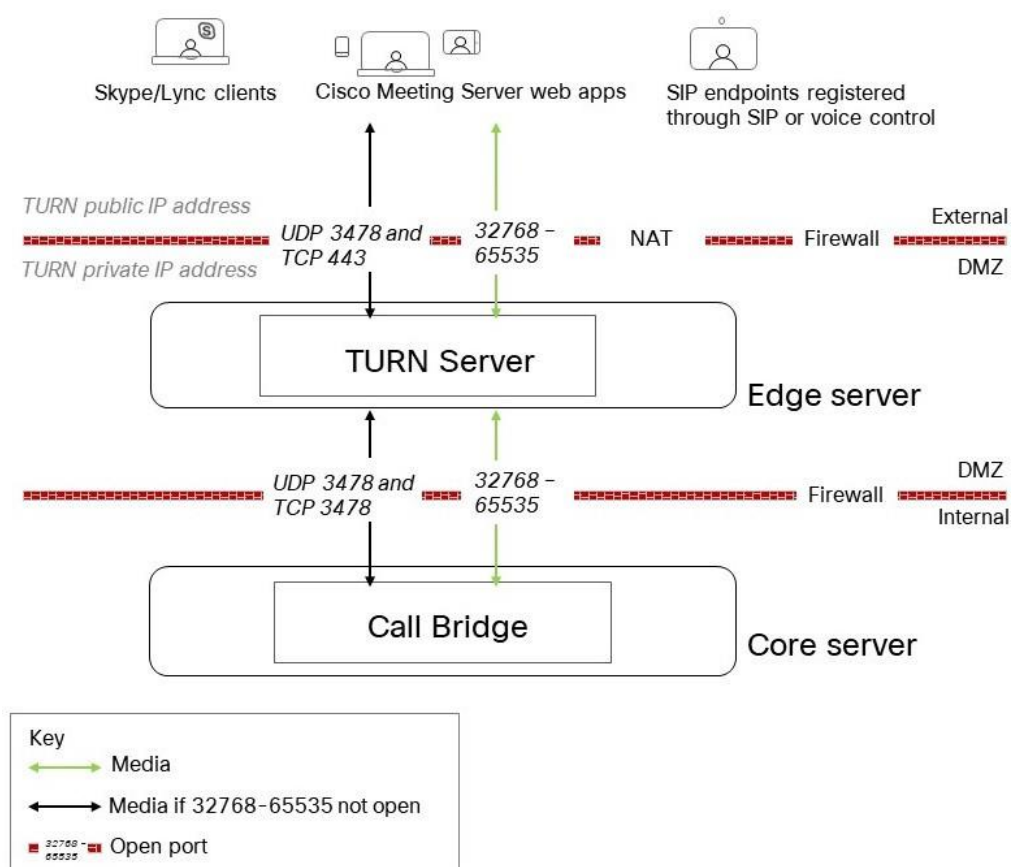 S
Skype/Lync clients
Cisco Meeting Server web apps
SIP endpoints registered
through SIP or voice control
TURN public IP address
External
UDP 3478 and
TCP 443
32768 -
65535
NAT
Firewall
TURN private IP address
DMZ
TURN Server
Edge server
UDP 3478 and
TCP 3478
32768 -
65535
DMZ
Firewall
Internal
Call Bridge
Core server
Key
Media
Media if 32768-65535 not open
32768 -
65535
Open port